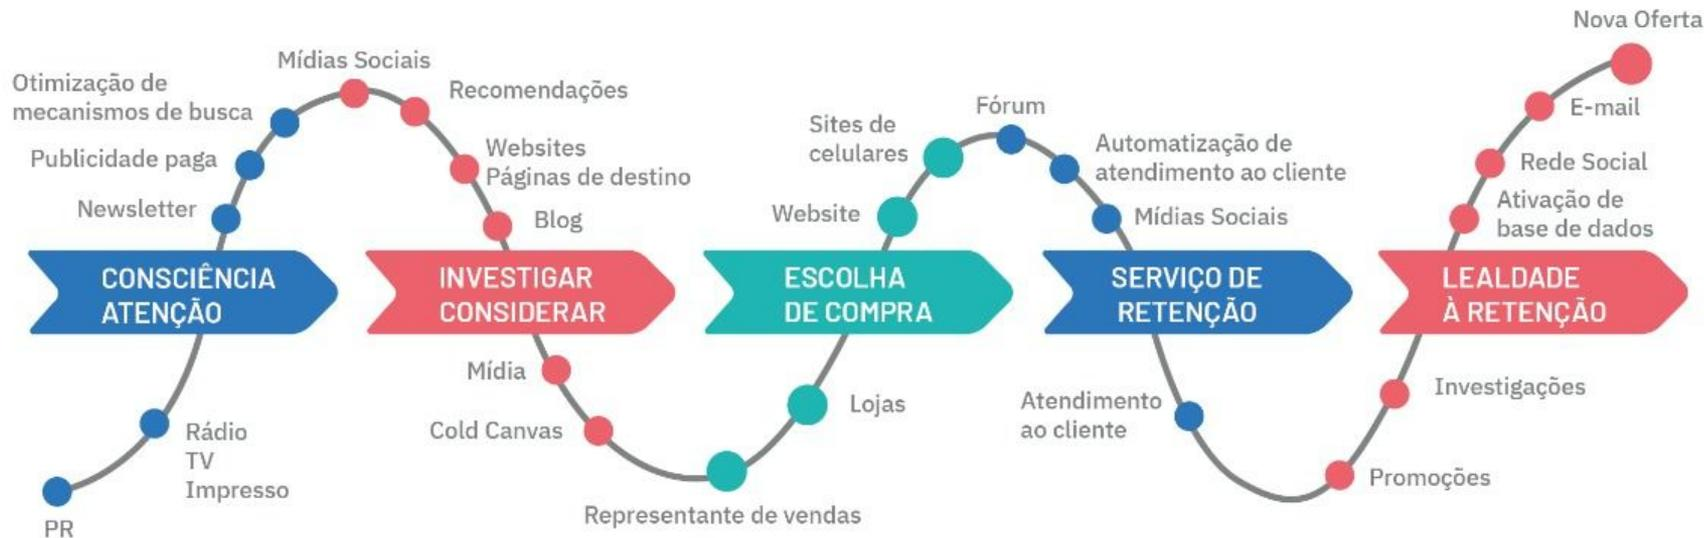 PR
Rádio
TV
Impresso
CONSCIÊNCIA
ATENÇÃO
Newsletter
Publicidade paga
Otimização de
mecanismos de busca
Mídias Sociais
Recomendações
Websites
Páginas de destino
Blog
INVESTIGAR
CONSIDERAR
Mídia
Cold Canvas
Representante de vendas
Lojas
ESCOLHA
DE COMPRA
Website
Sites de
celulares
Fórum
Automatização de
atendimento ao cliente
Mídias Sociais
SERVIÇO DE
RETENÇÃO
Atendimento
ao cliente
Promoções
Investigações
LEALDADE
À RETENÇÃO
Ativação de
base de dados
Rede Social
E-mail
Nova Oferta